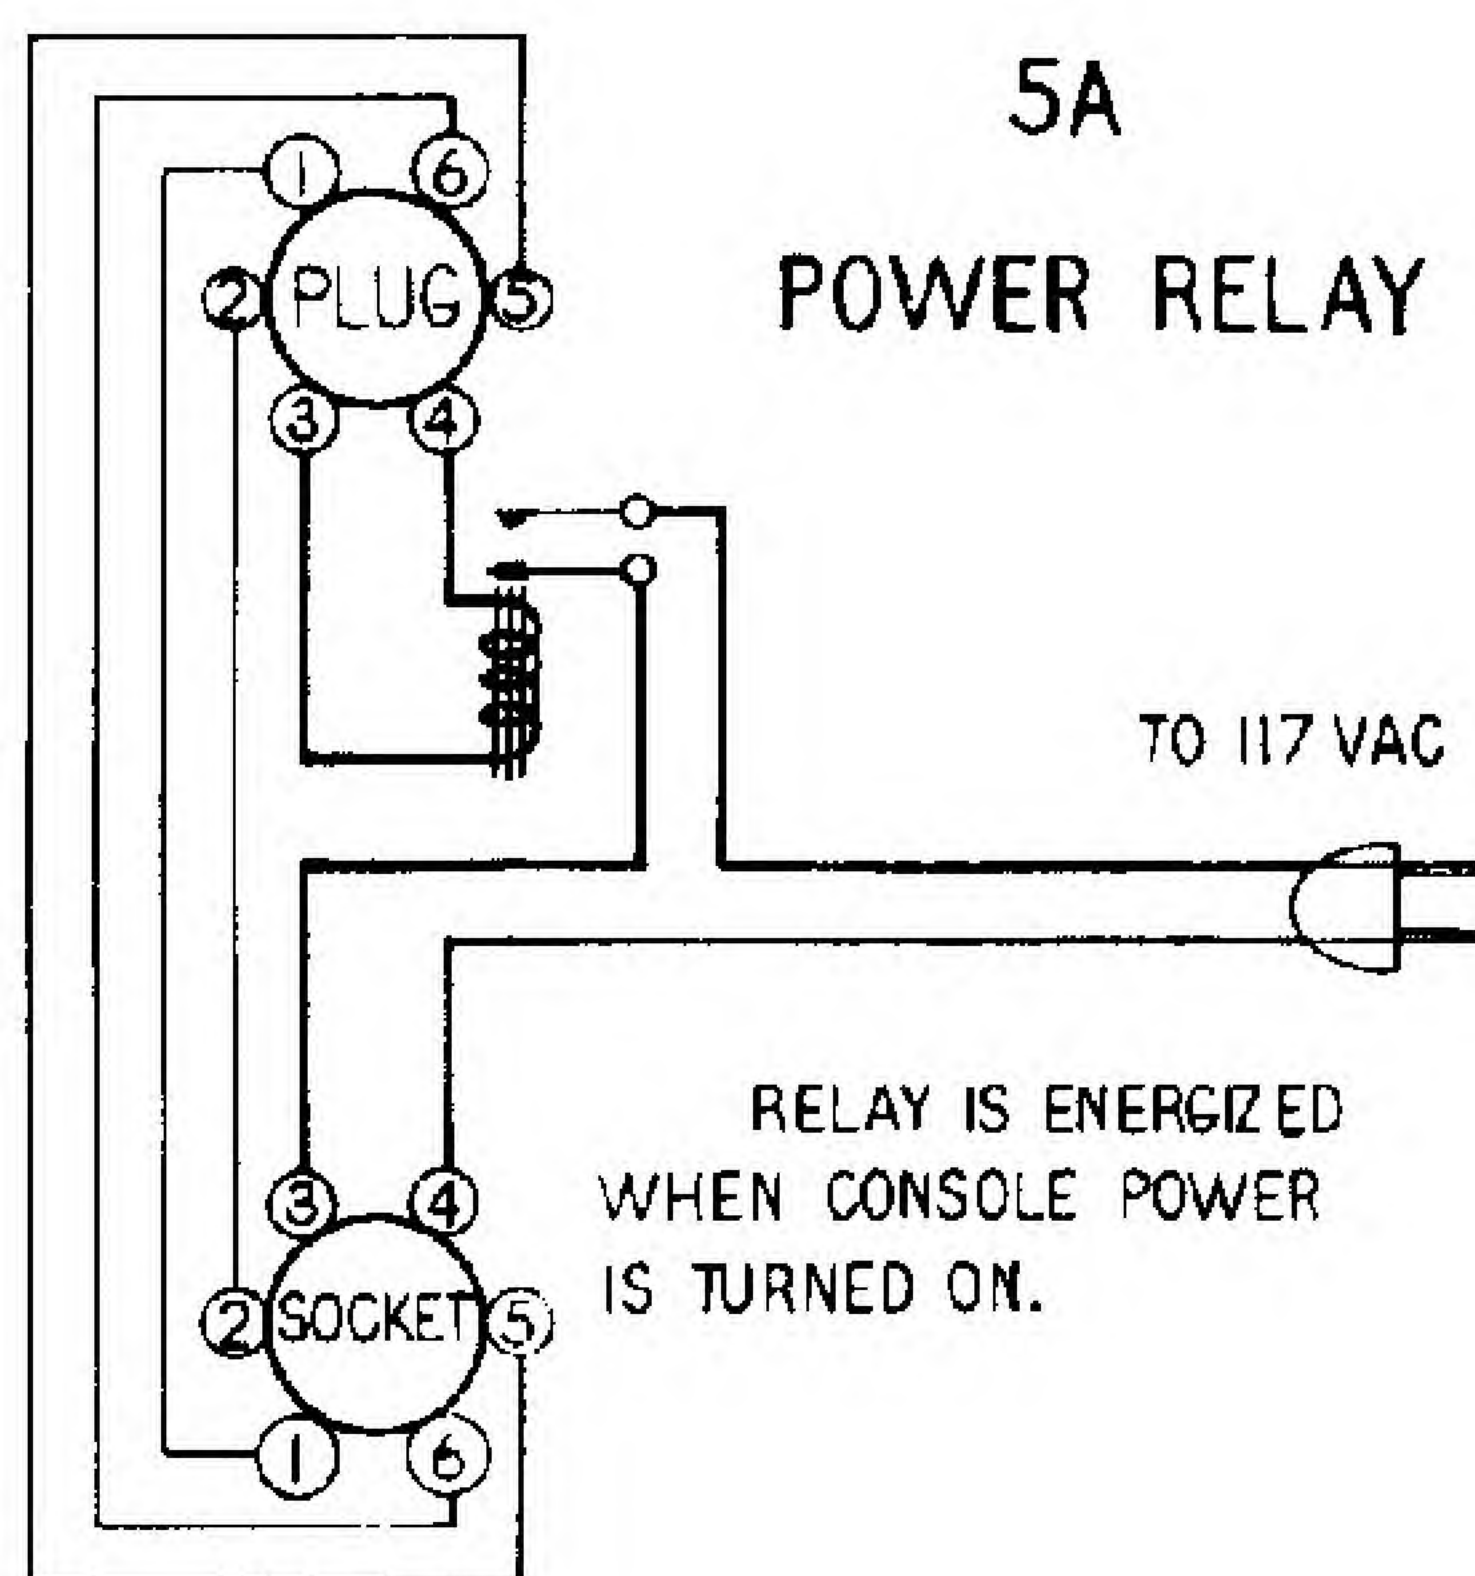 5A
POWER RELAY
1
6
2
PLUG
5
3
4
TO 117 VAC
RELAY IS ENERGIZED
WHEN CONSOLE POWER
IS TURNED ON.
3
4
2
SOCKET
5
1
6